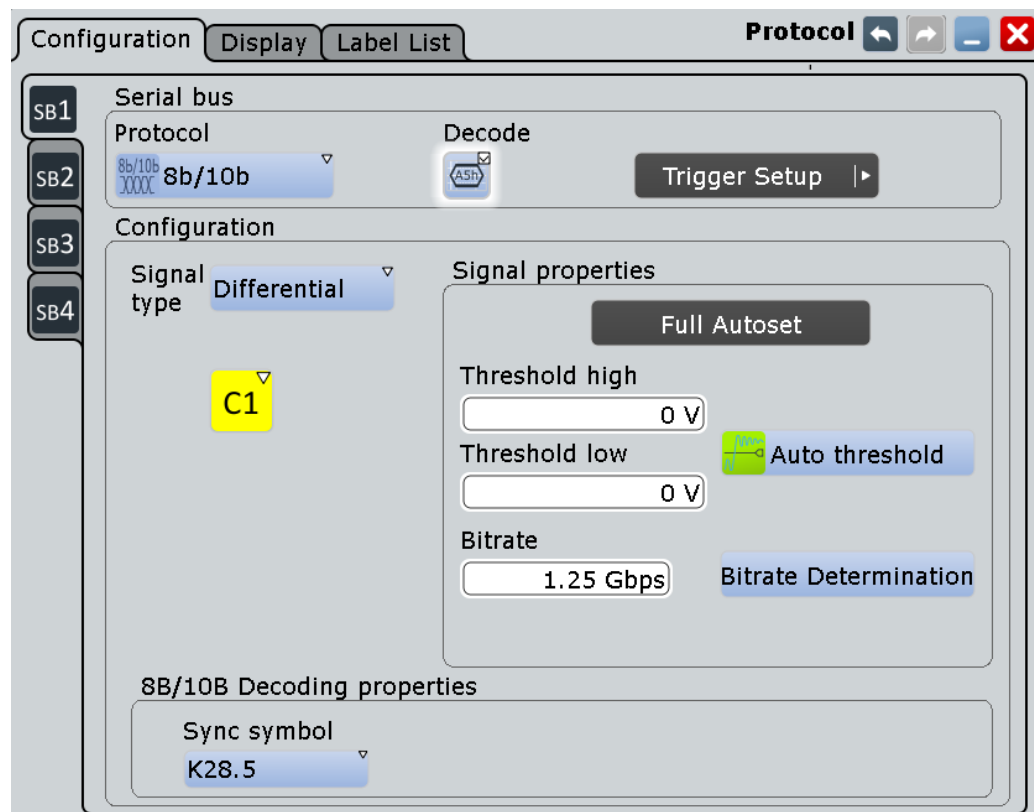 Configuration Display Label List Protocol
SB1
SB2
SB3
SB4
Serial bus
Protocol Decode
8b/10b 8b/10b A5h Trigger Setup
Configuration
Signal type Differential
C1
Signal properties
Full Autoset
Threshold high
0 V
Threshold low
0 V
Auto threshold
Bitrate
1.25 Gbps
Bitrate Determination
8B/10B Decoding properties
Sync symbol
K28.5